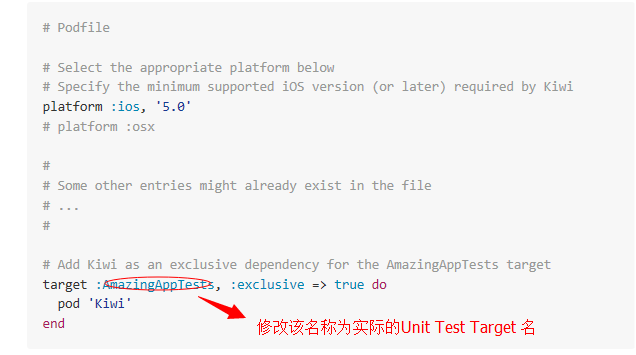 # Podfile
# Select the appropriate platform below
# Specify the minimum supported iOS version (or later) required by Kiwi
platform :ios, '5.0'
# platform :osx
#
# Some other entries might already exist in the file
# ...
#
# Add Kiwi as an exclusive dependency for the AmazingAppTests target
target :AmazingAppTests, :exclusive => true do
pod 'Kiwi'
end
修改该名称为实际的Unit Test Target 名